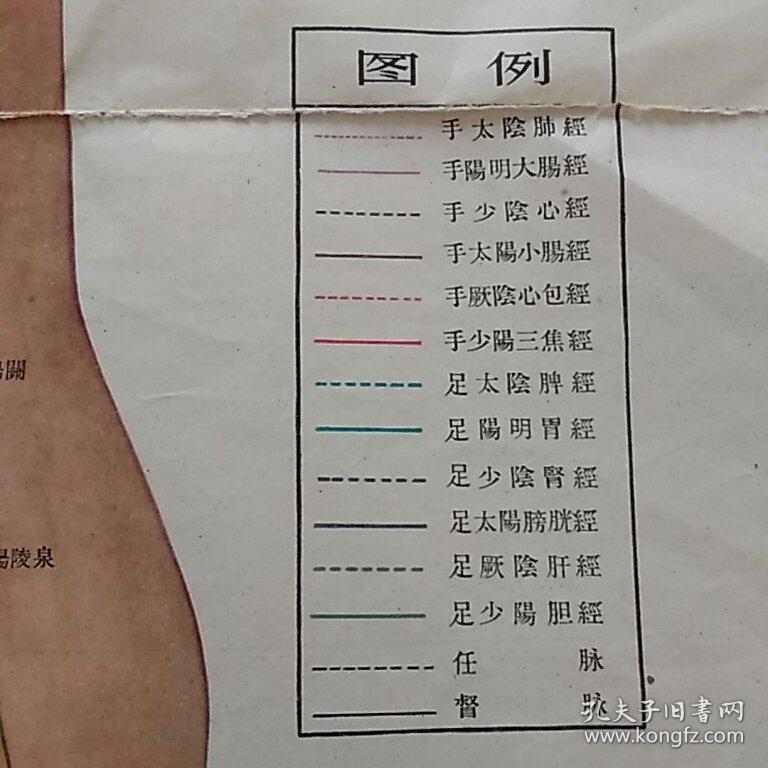 图例
手太陰肺經
手陽明大腸經
手少陰心經
手太陽小腸經
手厥陰心包經
手少陽三焦經
足太陰脾經
足陽明胃經
足少陰腎經
足太陽膀胱經
足厥陰肝經
足少陽胆經
任脉
督脉
關
陽陵泉
孔夫子旧書网
www.kongfz.com